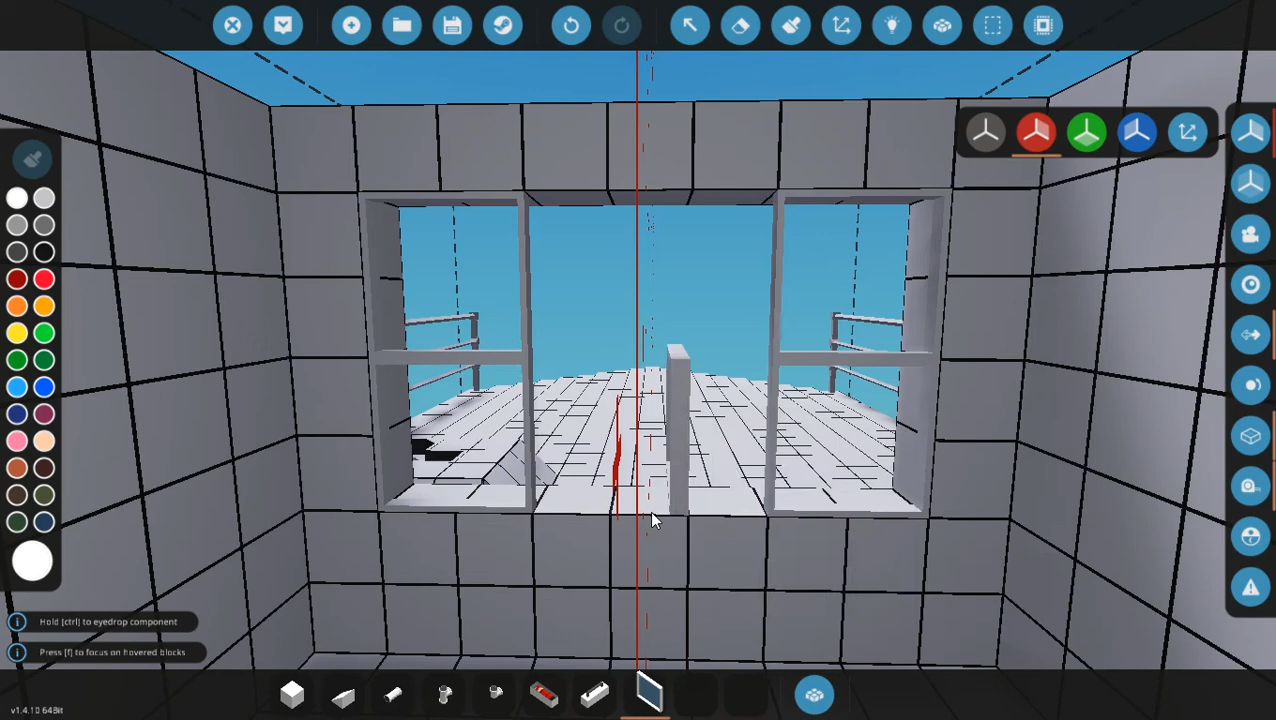 Hold [ctrl] to eyedrop component
Press [f] to focus on hovered blocks
v1.4.10 64Bit